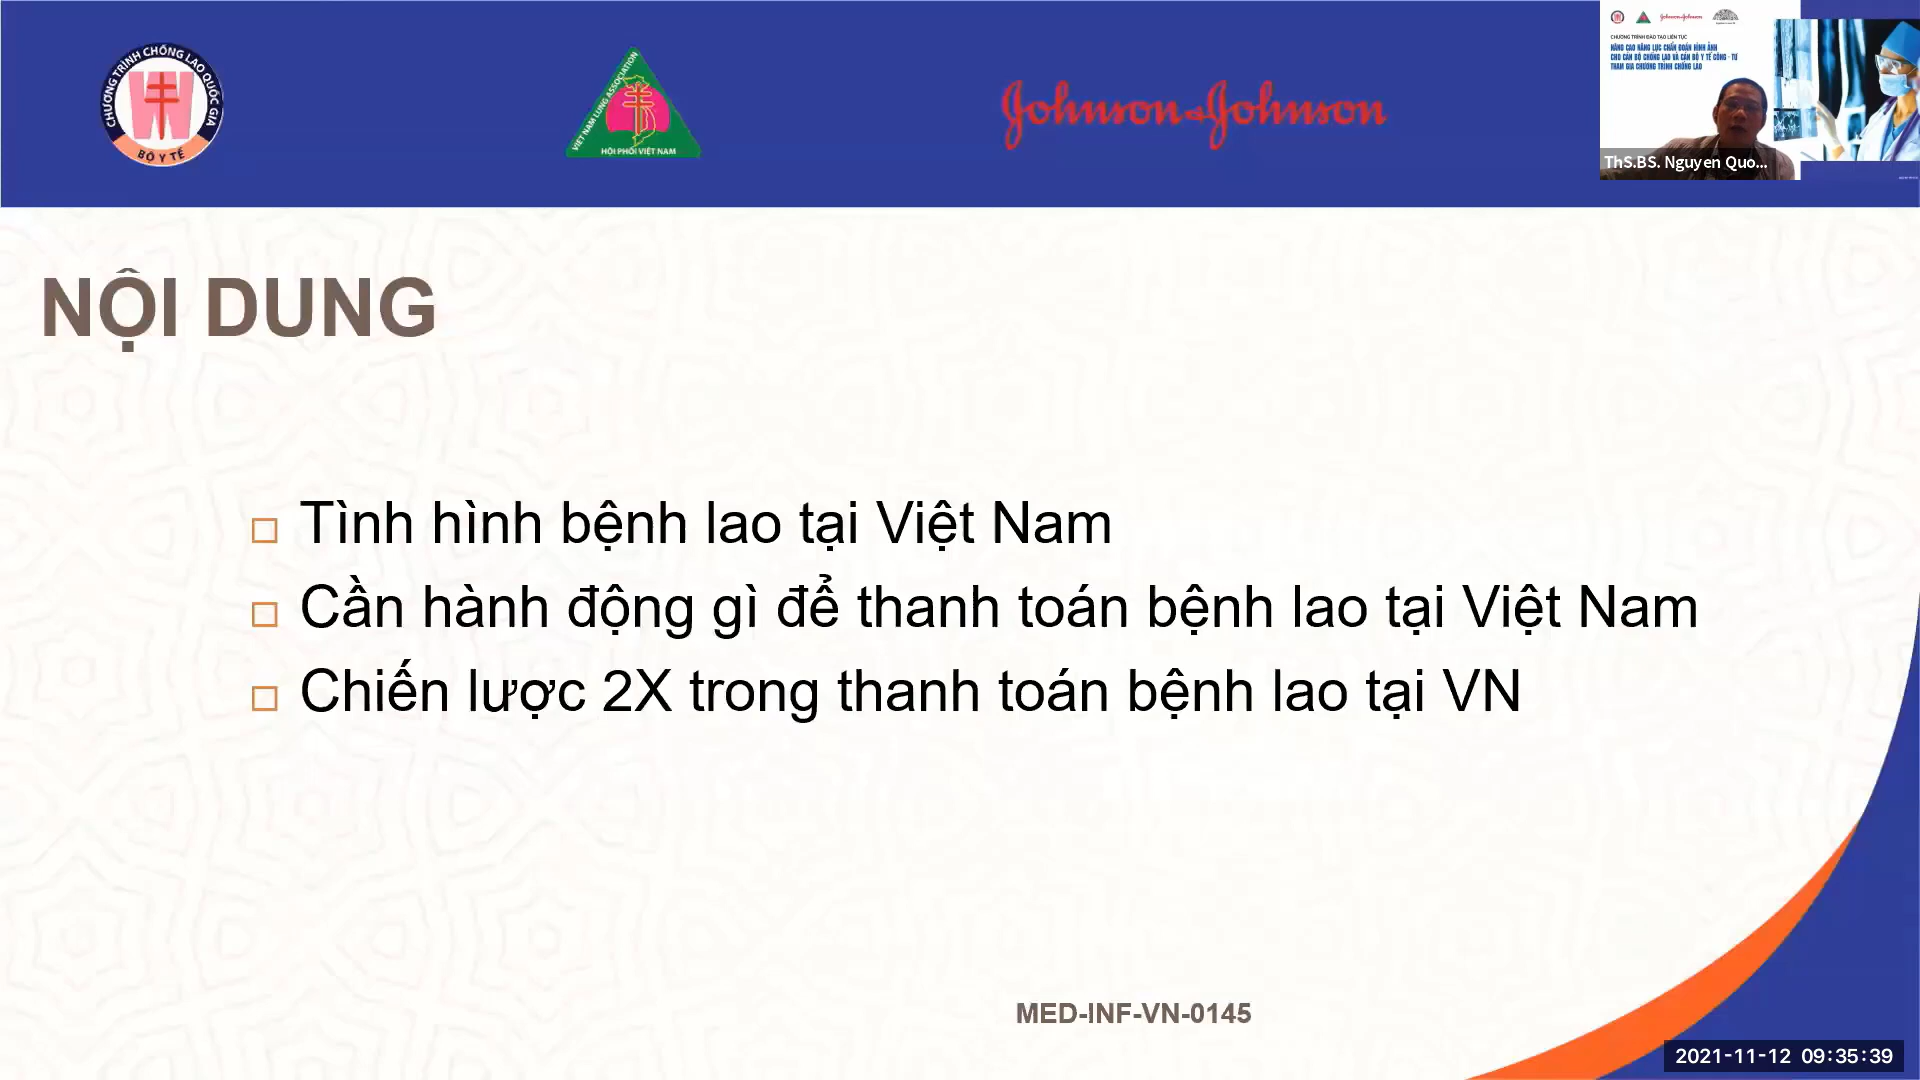 CHƯƠNG TRÌNH CHỐNG LAO QUỐC GIA
BỘ Y TẾ
VIET NAM LUNG ASSOCIATION
HỘI PHỔI VIỆT NAM
Johnson & Johnson
Johnson & Johnson
CHƯƠNG TRÌNH ĐÀO TẠO LIÊN TỤC
NÂNG CAO NĂNG LỰC CHẨN ĐOÁN HÌNH ẢNH
CHO CÁN BỘ CHỐNG LAO VÀ CÁN BỘ Y TẾ CÔNG - TƯ
THAM GIA CHƯƠNG TRÌNH CHỐNG LAO
ThS.BS. Nguyen Quo...
NỘI DUNG
Tình hình bệnh lao tại Việt Nam
Cần hành động gì để thanh toán bệnh lao tại Việt Nam
Chiến lược 2X trong thanh toán bệnh lao tại VN
MED-INF-VN-0145
2021-11-12 09:35:39